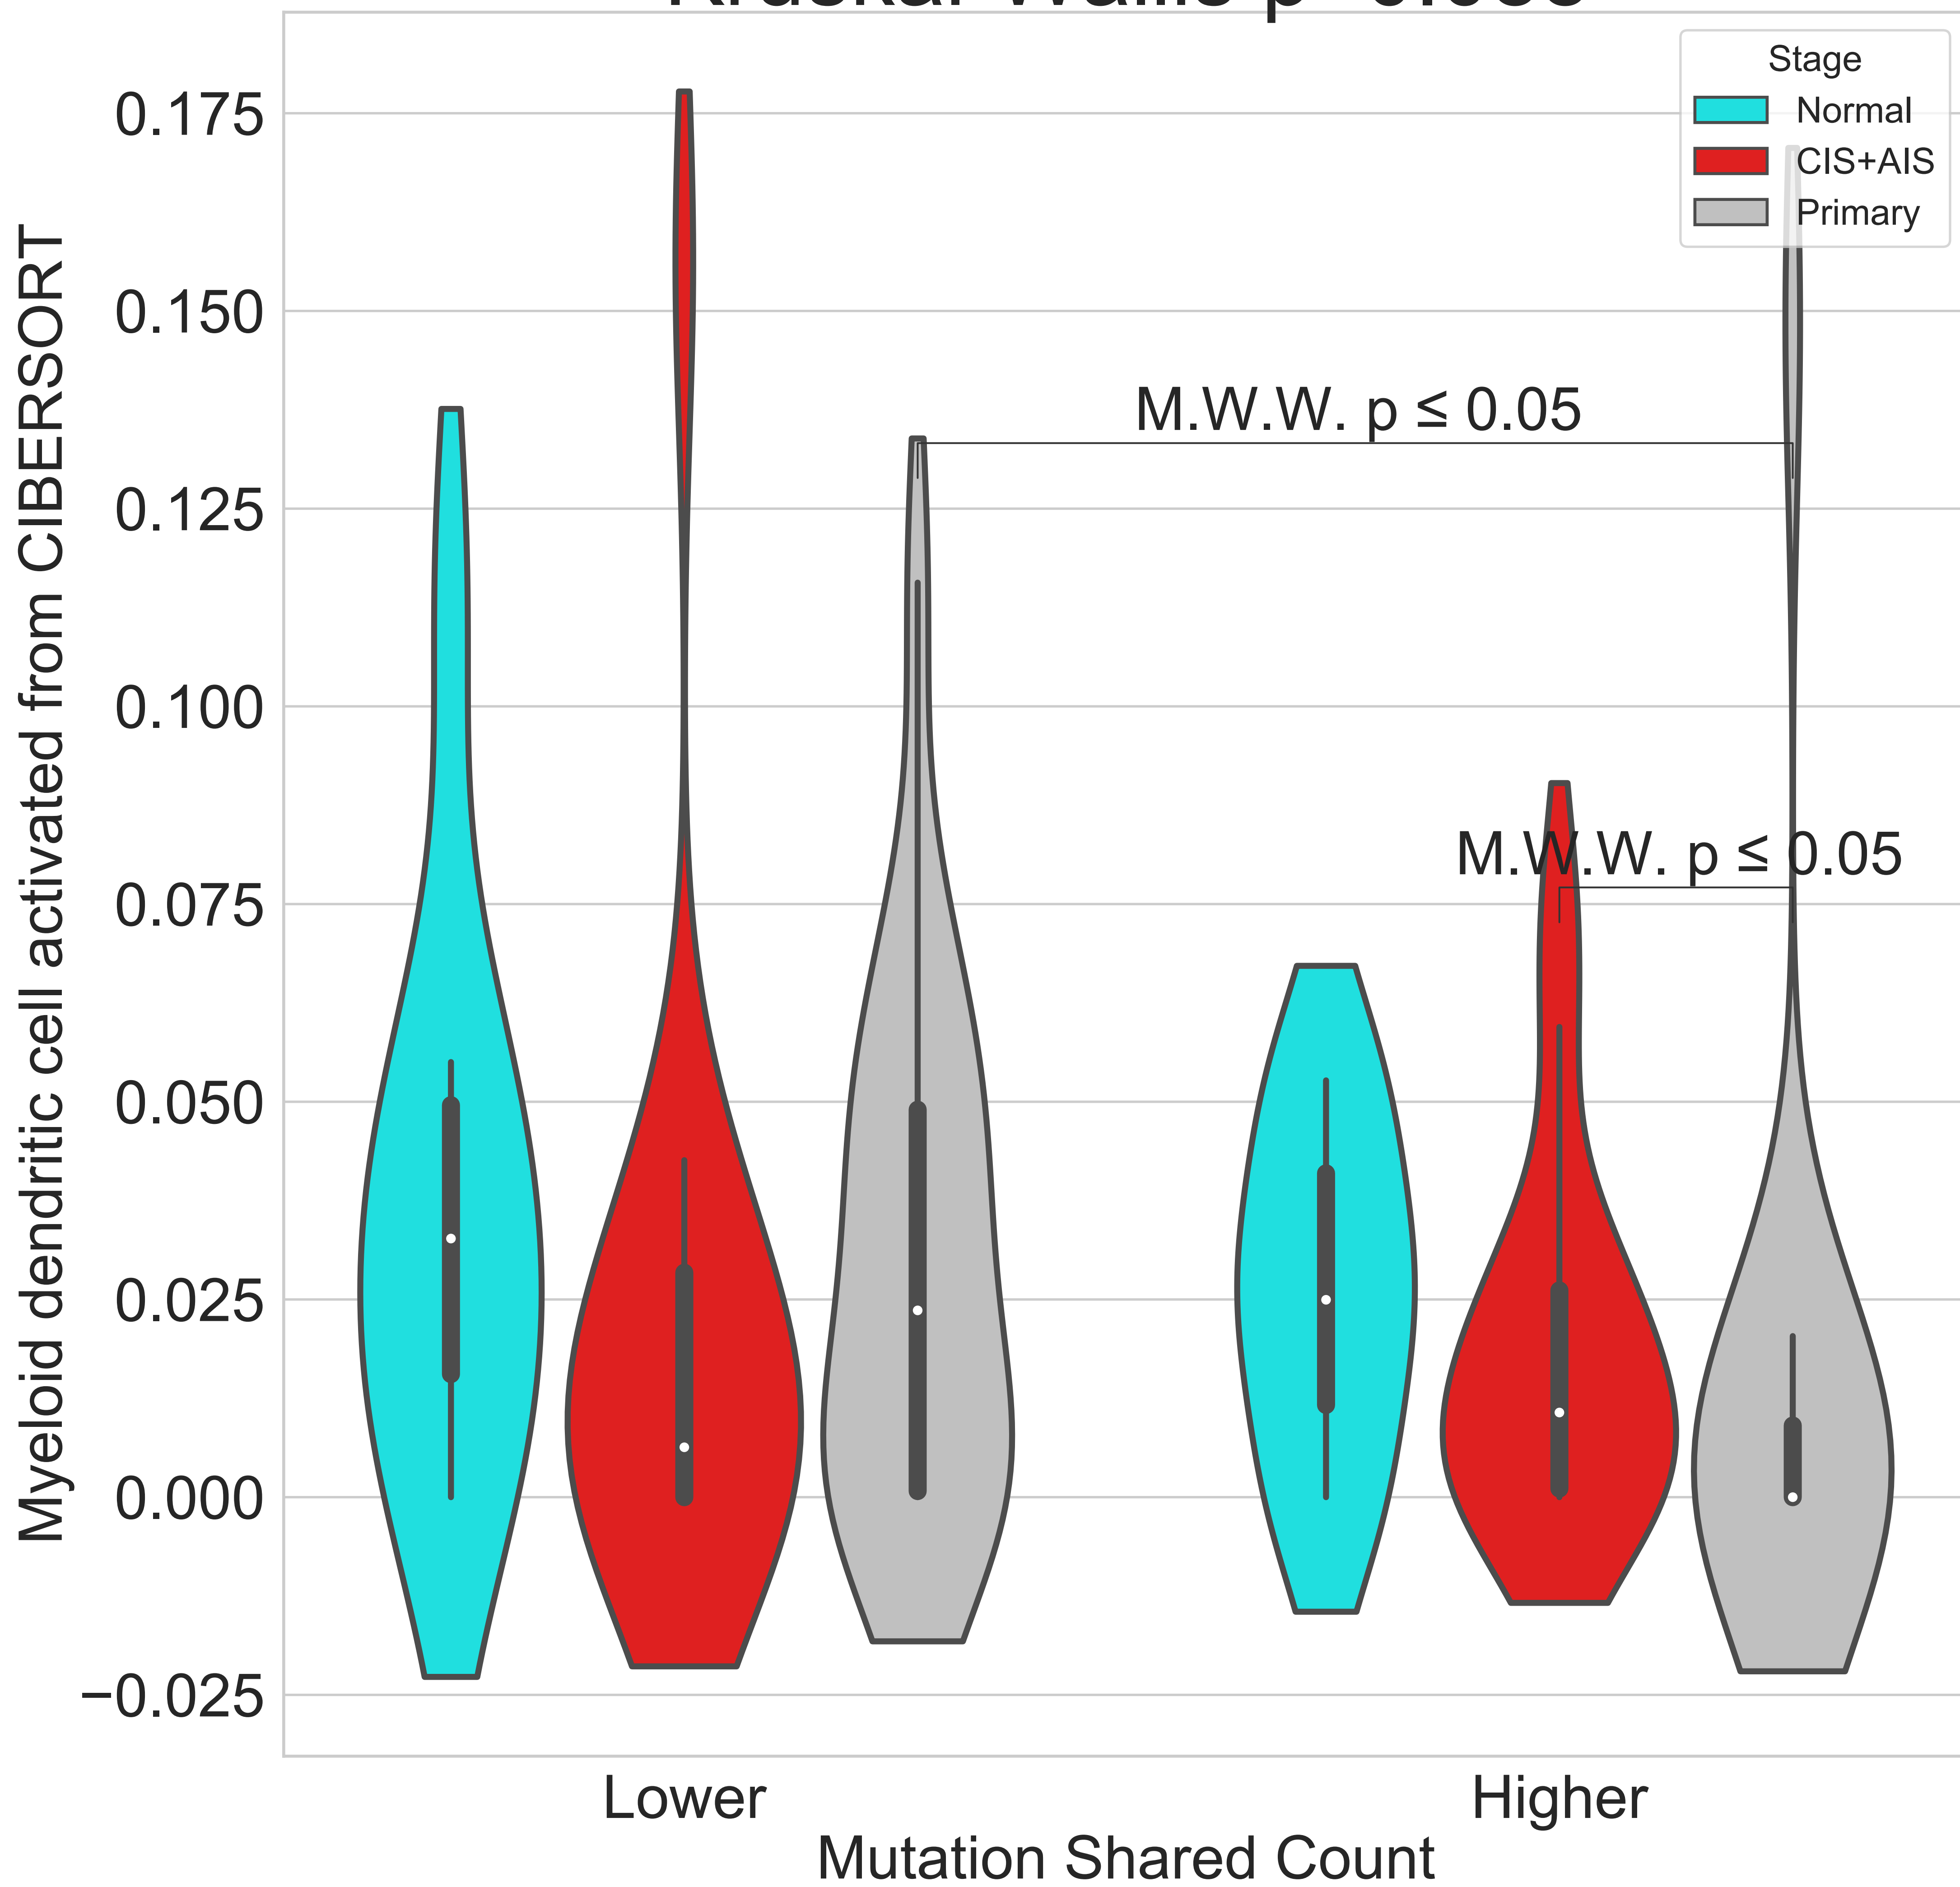 Stage
Normal
CIS+AIS
Primary
Myeloid dendritic cell activated from CIBERSORT
0.175
0.150
0.125
0.100
0.075
0.050
0.025
0.000
−0.025
M.W.W. p ≤ 0.05
M.W.W. p ≤ 0.05
Lower
Higher
Mutation Shared Count